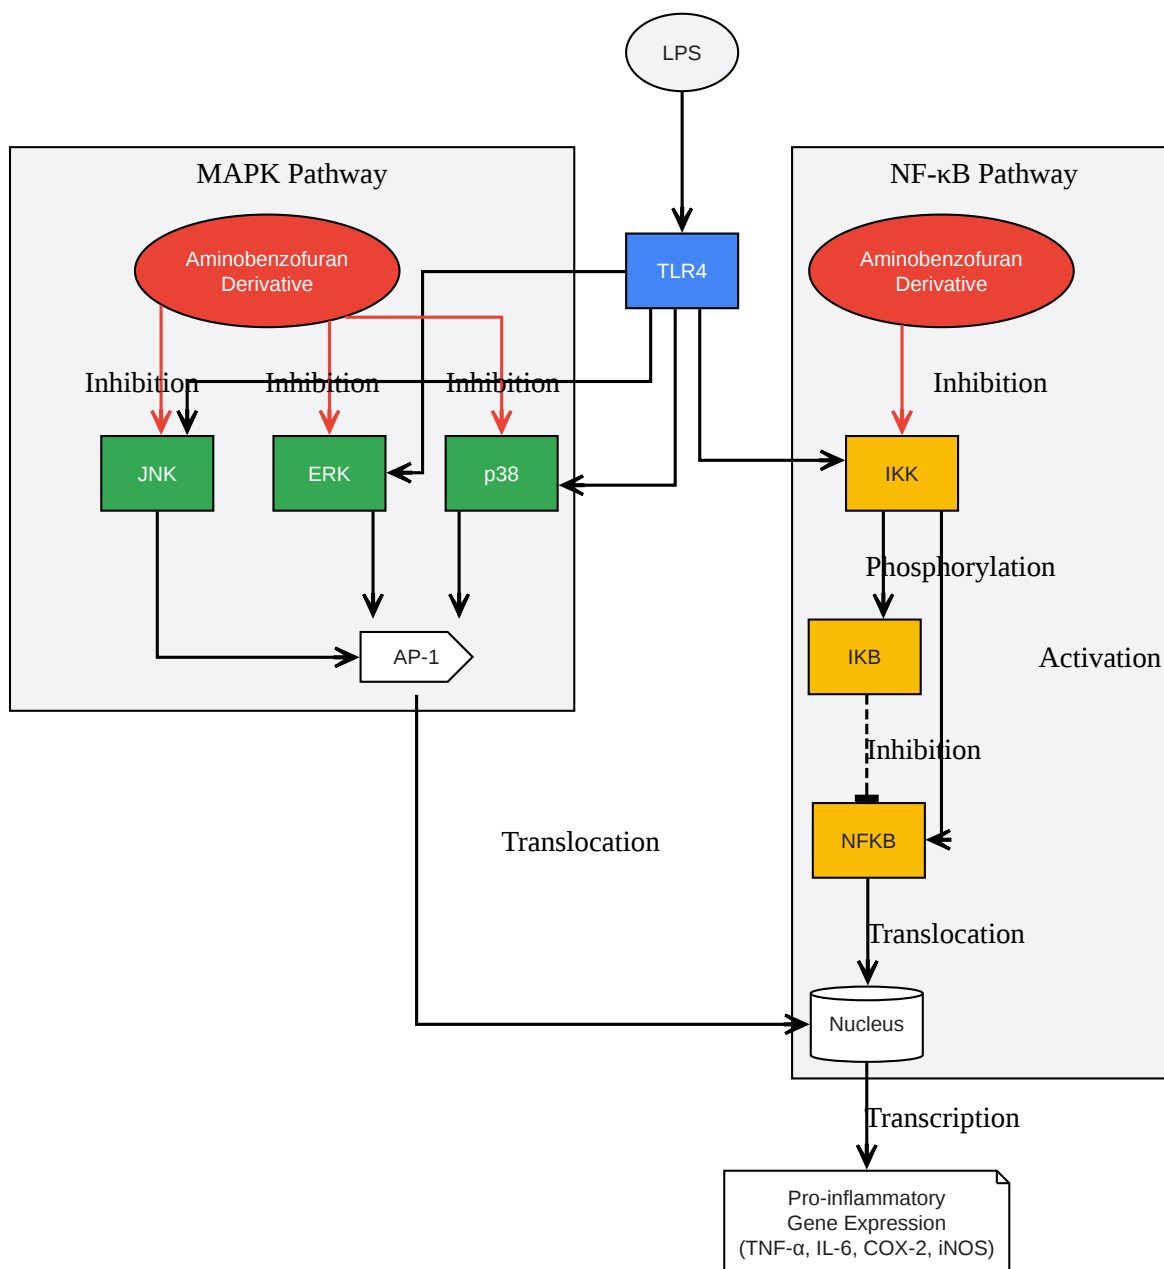 LPS
MAPK Pathway
NF-κB Pathway
Aminobenzofuran
Derivative
TLR4
Aminobenzofuran
Derivative
Inhibition
Inhibition
Inhibition
Inhibition
JNK
ERK
p38
IKK
Phosphorylation
AP-1
IKB
Activation
Inhibition
Translocation
NFKB
Translocation
Nucleus
Transcription
Pro-inflammatory
Gene Expression
(TNF-α, IL-6, COX-2, iNOS)